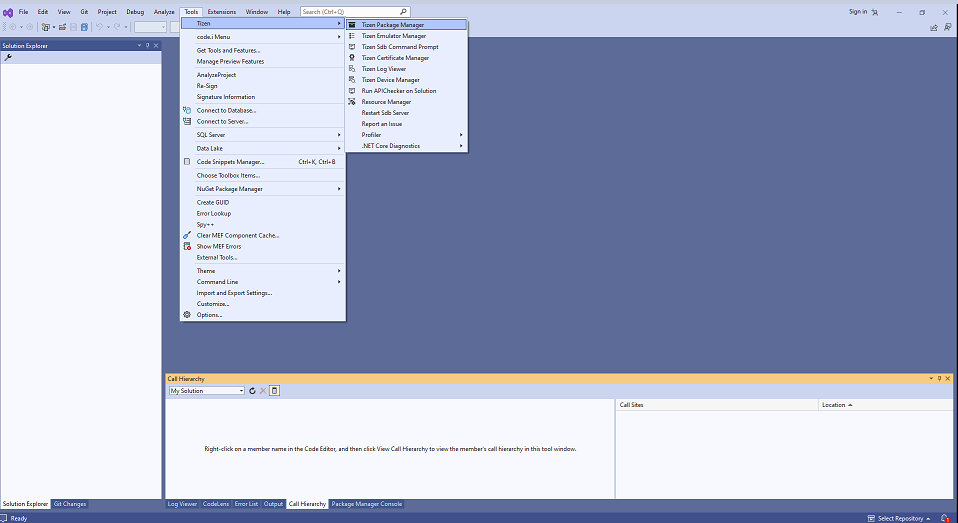 File Edit View Git Project Debug Analyze Tools Extensions Window Help Search (Ctrl+Q) Sign in
Solution Explorer
Tizen
code.i Menu
Get Tools and Features...
Manage Preview Features
AnalyzeProject
Re-Sign
Signature Information
Connect to Database...
Connect to Server...
SQL Server
Data Lake
Code Snippets Manager... Ctrl+K, Ctrl+B
Choose Toolbox Items...
NuGet Package Manager
Create GUID
Error Lookup
Spy++
Clear MEF Component Cache...
Show MEF Errors
External Tools...
Theme
Command Line
Import and Export Settings...
Customize...
Options...
Tizen Package Manager
Tizen Emulator Manager
Tizen Sdb Command Prompt
Tizen Certificate Manager
Tizen Log Viewer
Tizen Device Manager
Run APIChecker on Solution
Resource Manager
Restart Sdb Server
Report an Issue
Profiler
.NET Core Diagnostics
Call Hierarchy
My Solution
Call Sites Location
Right-click on a member name in the Code Editor, and then click View Call Hierarchy to view the member's call hierarchy in this tool window.
Solution Explorer Git Changes
Log Viewer CodeLens Error List Output Call Hierarchy Package Manager Console
Ready Select Repository 1